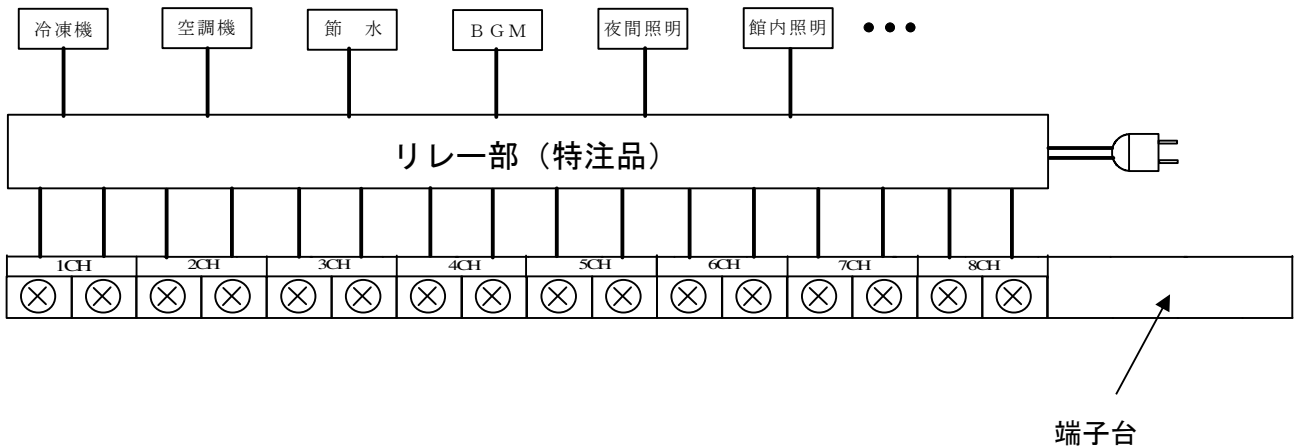 冷凍機 空調機 節 水 BGM 夜間照明 館内照明 •••
リレー部（特注品）
1CH 2CH 3CH 4CH 5CH 6CH 7CH 8CH
端子台